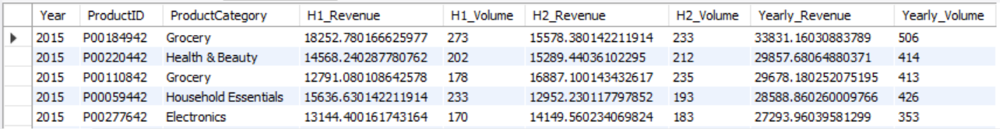 Year ProductID ProductCategory H1_Revenue H1_Volume H2_Revenue H2_Volume Yearly_Revenue Yearly_Volume
2015 P00184942 Grocery 18252.780166625977 273 15578.380142211914 233 33831.16030883789 506
2015 P00220442 Health & Beauty 14568.240287780762 202 15289.44036102295 212 29857.68064880371 414
2015 P00110842 Grocery 12791.080108642578 178 16887.100143432617 235 29678.180252075195 413
2015 P00059442 Household Essentials 15636.630142211914 233 12952.230117797852 193 28588.860260009766 426
2015 P00277642 Electronics 13144.400161743164 170 14149.560234069824 183 27293.96039581299 353